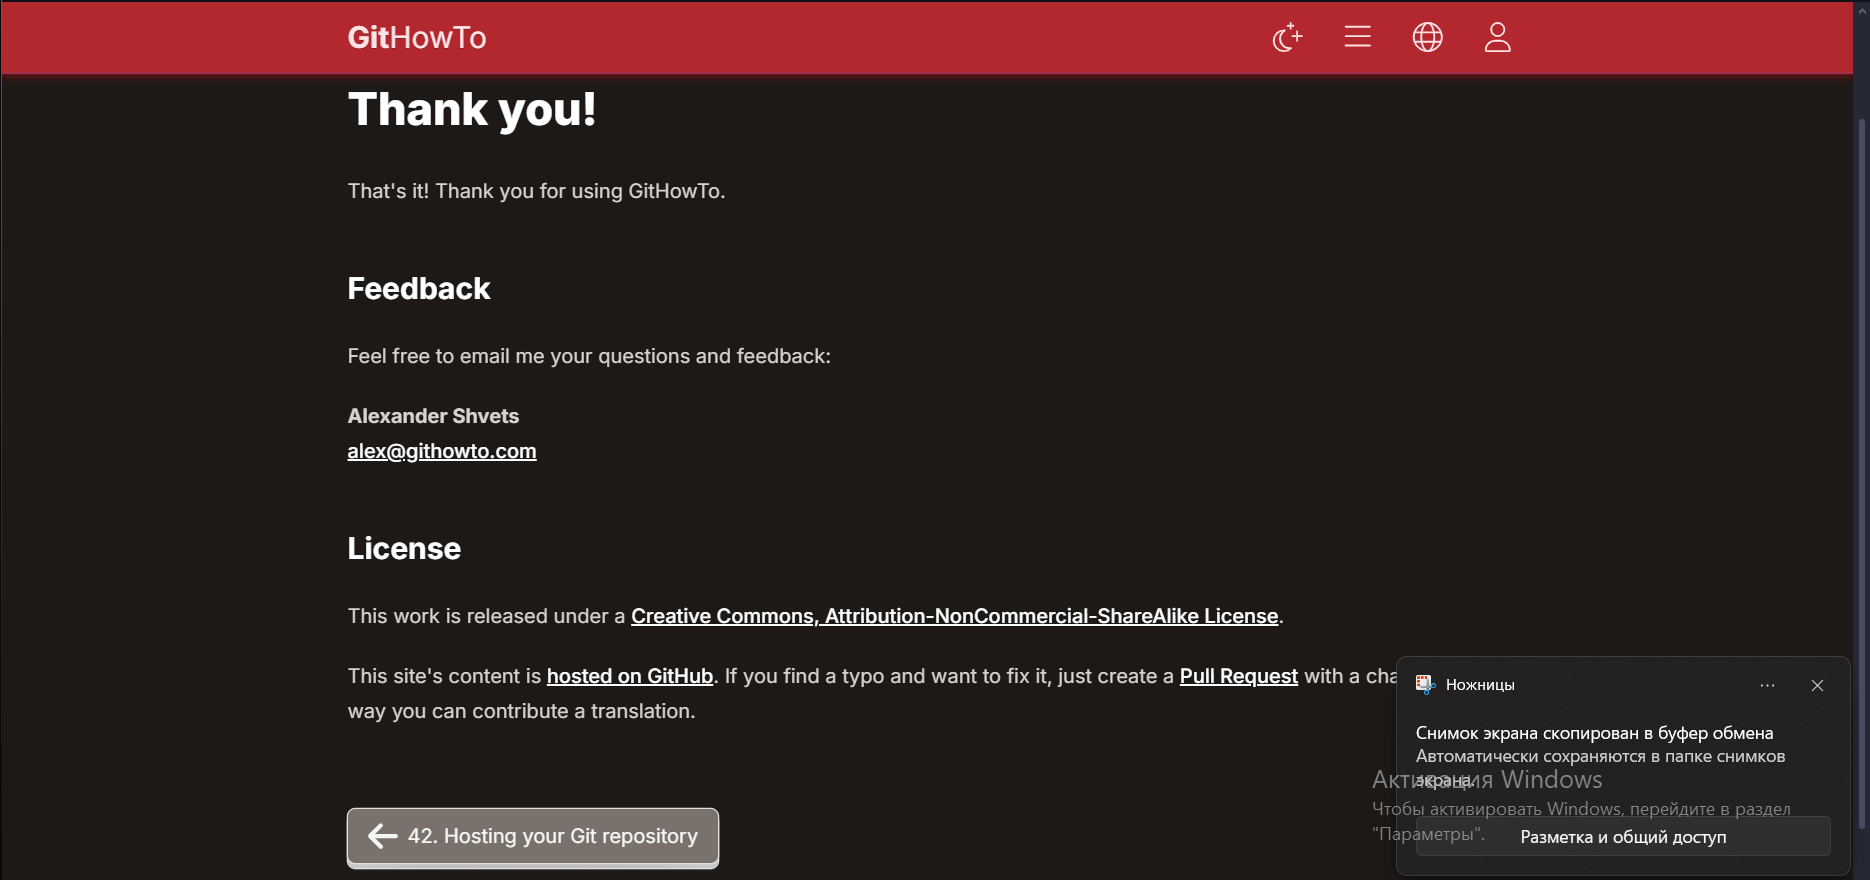 GitHowTo
Thank you!
That's it! Thank you for using GitHowTo.
Feedback
Feel free to email me your questions and feedback:
Alexander Shvets
alex@githowto.com
License
This work is released under a Creative Commons, Attribution-NonCommercial-ShareAlike License.
This site's content is hosted on GitHub. If you find a typo and want to fix it, just create a Pull Request with a cha
way you can contribute a translation.
42. Hosting your Git repository
Ножницы
Снимок экрана скопирован в буфер обмена
Автоматически сохраняются в папке снимков
экрана.
Активация Windows
Чтобы активировать Windows, перейдите в раздел
"Параметры".
Разметка и общий доступ